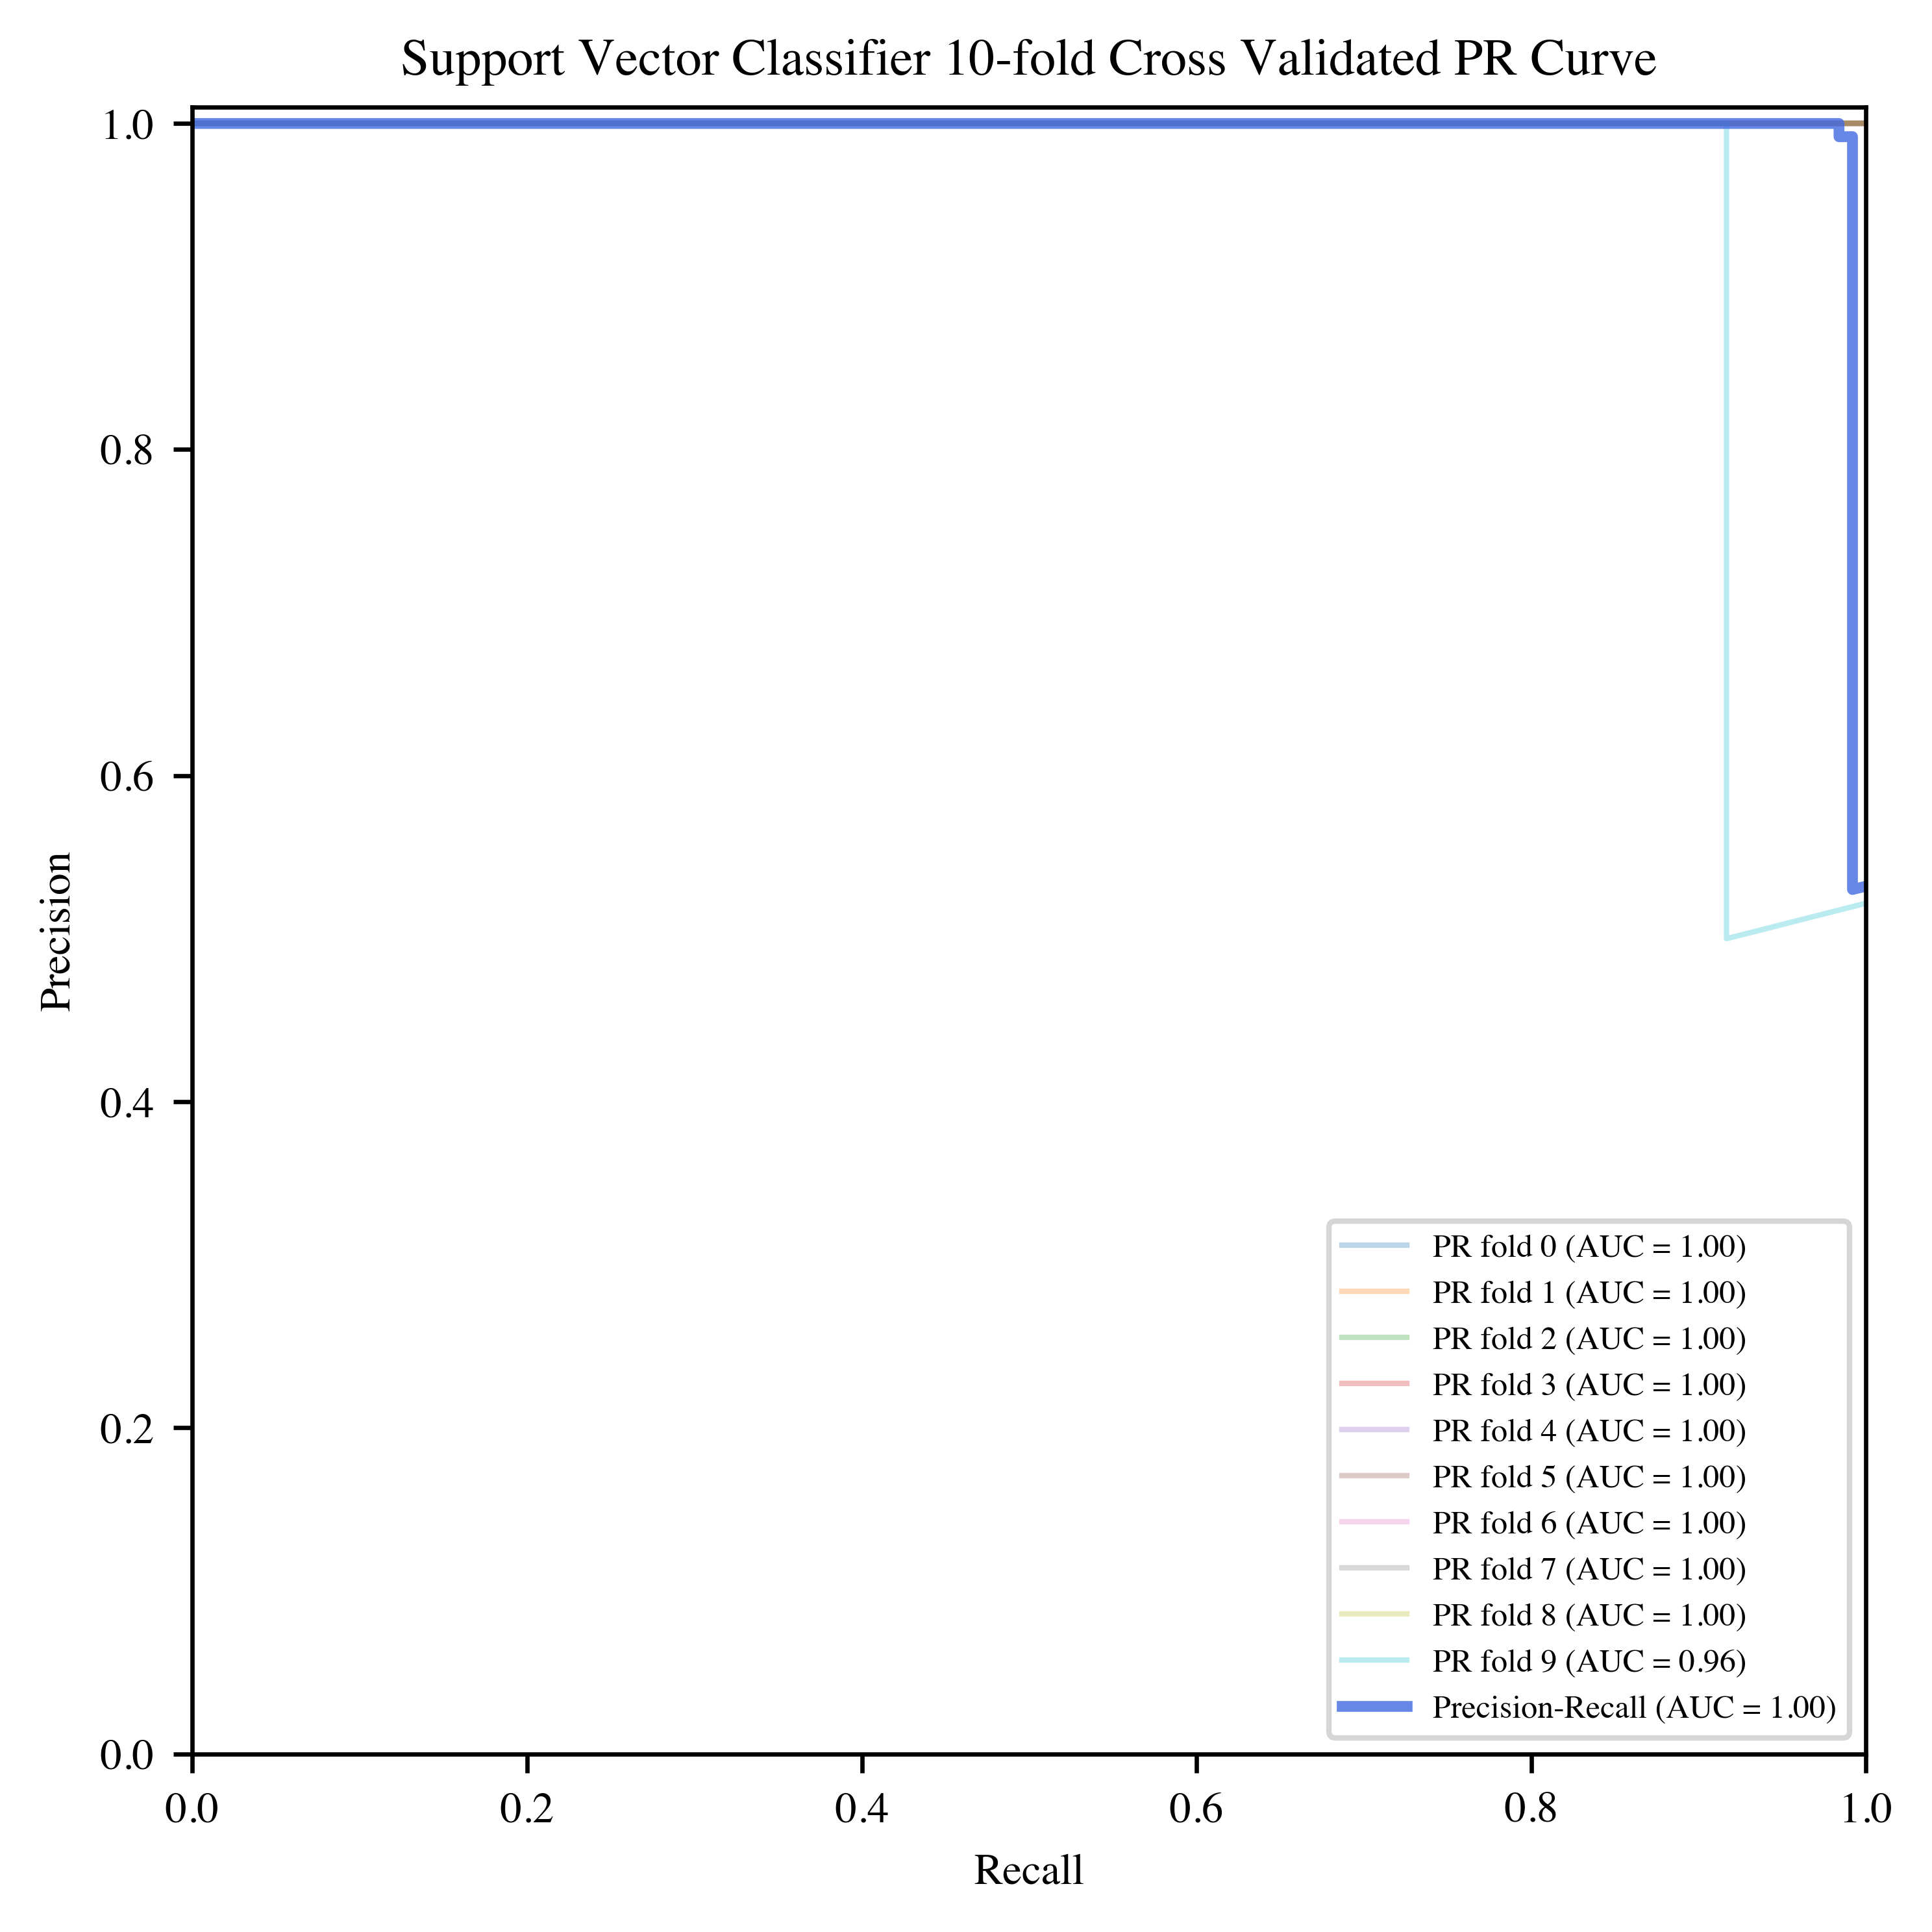 Support Vector Classifier 10-fold Cross Validated PR Curve
1.0
0.8
0.6
0.4
0.2
0.0
Precision
PR fold 0 (AUC = 1.00)
PR fold 1 (AUC = 1.00)
PR fold 2 (AUC = 1.00)
PR fold 3 (AUC = 1.00)
PR fold 4 (AUC = 1.00)
PR fold 5 (AUC = 1.00)
PR fold 6 (AUC = 1.00)
PR fold 7 (AUC = 1.00)
PR fold 8 (AUC = 1.00)
PR fold 9 (AUC = 0.96)
Precision-Recall (AUC = 1.00)
0.0 0.2 0.4 0.6 0.8 1.0
Recall